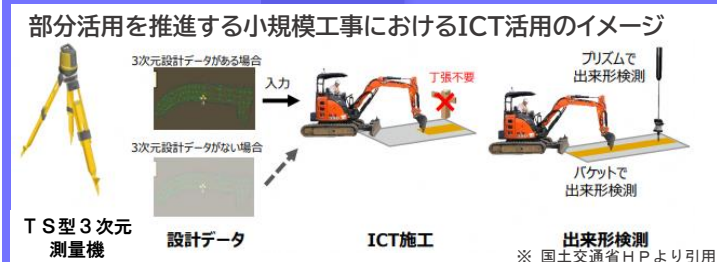 部分活用を推進する小規模工事におけるICT活用のイメージ
3次元設計データがある場合
入力
丁張不要
プリズムで
出来形検測
3次元設計データがない場合
バケットで
出来形検測
TS型3次元
測量機
設計データ
ICT施工
出来形検測
※ 国土交通省HPより引用